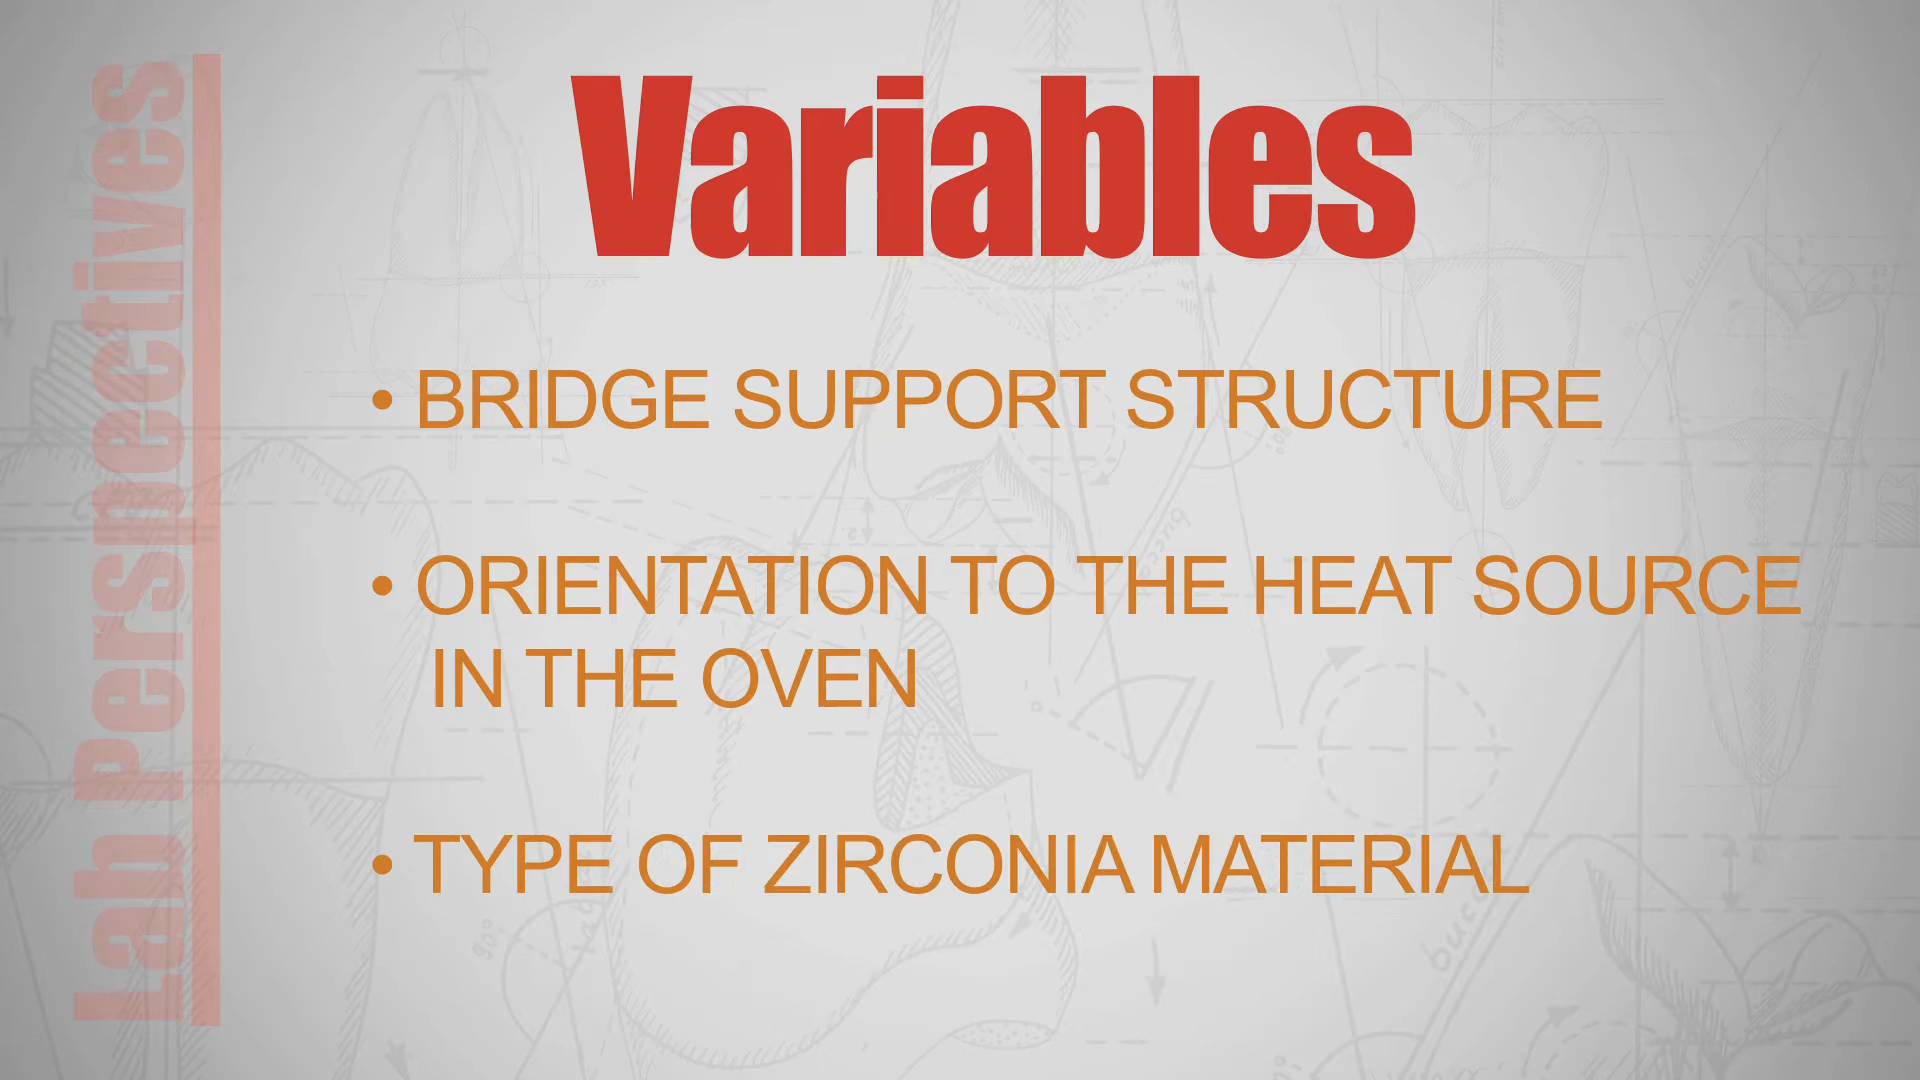 Lab Perspectives
Variables
• BRIDGE SUPPORT STRUCTURE
• ORIENTATION TO THE HEAT SOURCE
IN THE OVEN
• TYPE OF ZIRCONIA MATERIAL